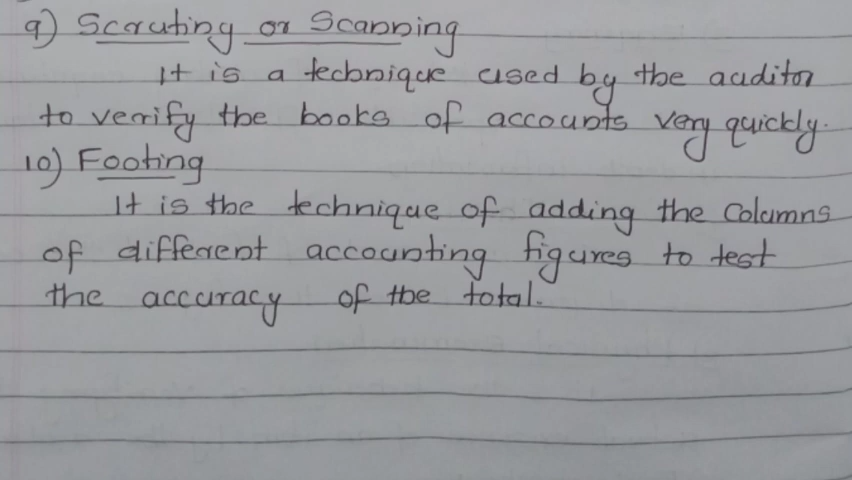 9) Scruting or Scanning
It is a technique used by the auditor
to verify the books of accounts very quickly.
10) Footing
It is the technique of adding the Columns
of different accounting figures to test
the accuracy of the total.